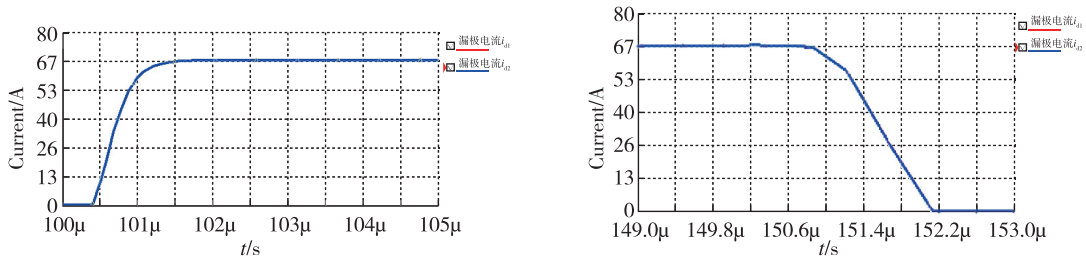 80
67
53
40
26
13
0
Current/A
100μ
101μ
102μ
103μ
104μ
105μ
t/s
漏极电流id1
漏极电流id2
80
67
53
40
26
13
0
Current/A
149.0μ
149.8μ
150.6μ
151.4μ
152.2μ
153.0μ
t/s
漏极电流id1
漏极电流id2